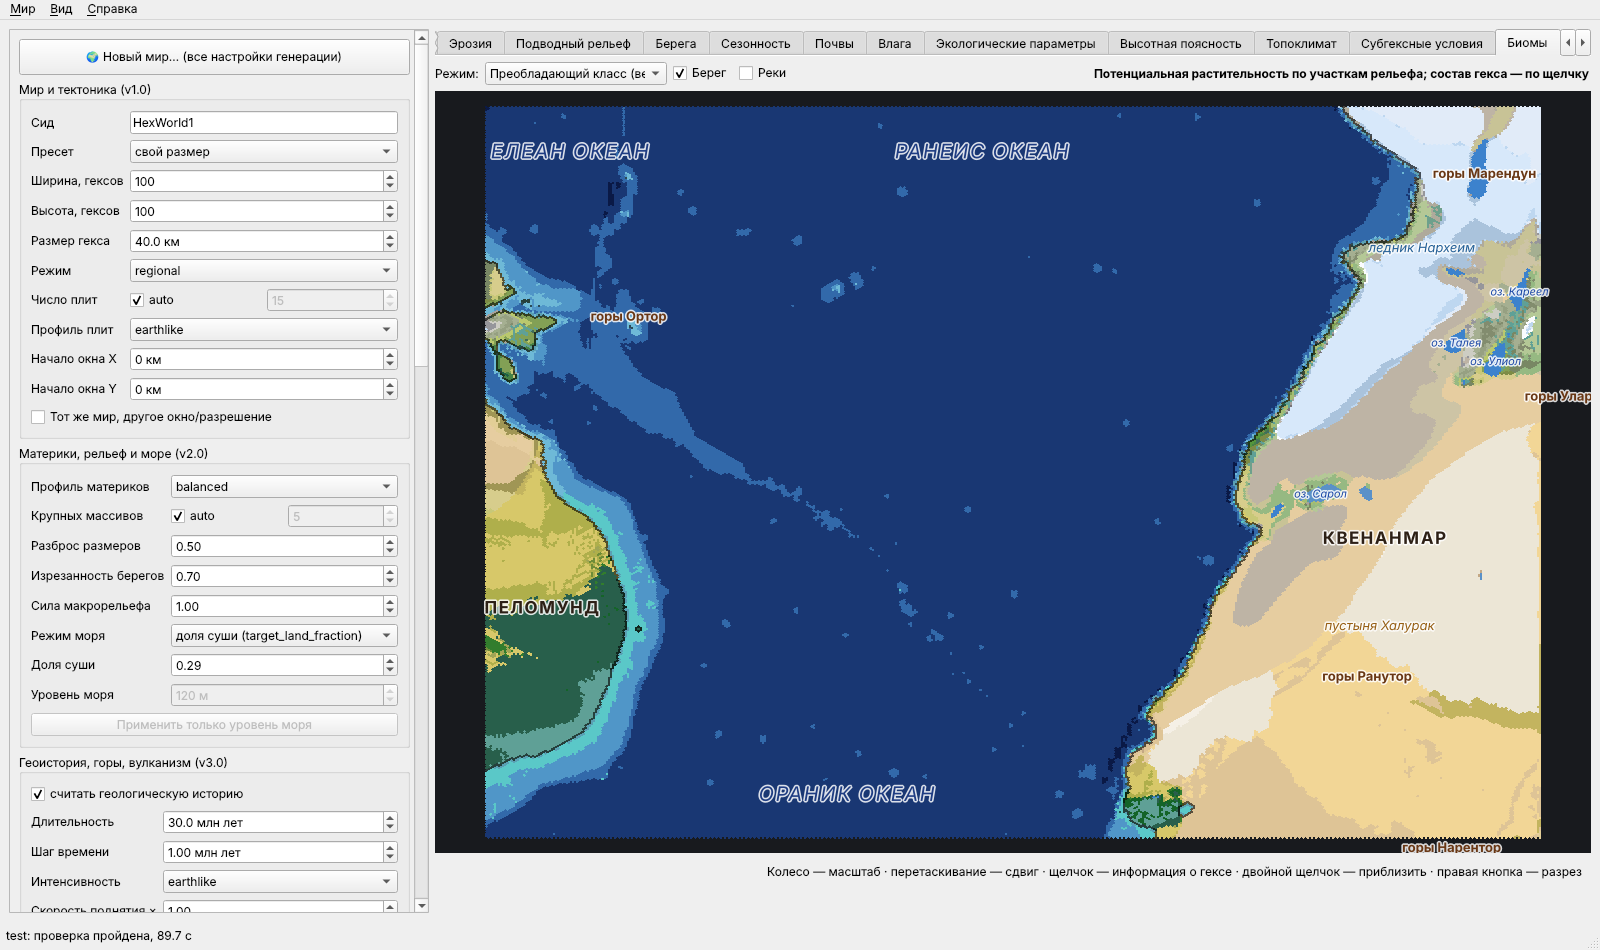 Мир Вид Справка
Новый мир... (все настройки генерации)
Мир и тектоника (v1.0)
Сид HexWorld1
Пресет свой размер
Ширина, гексов 100
Высота, гексов 100
Размер гекса 40.0 км
Режим regional
Число плит auto 15
Профиль плит earthlike
Начало окна X 0 км
Начало окна Y 0 км
Тот же мир, другое окно/разрешение
Материки, рельеф и море (v2.0)
Профиль материков balanced
Крупных массивов auto 5
Разброс размеров 0.50
Изрезанность берегов 0.70
Сила макрорельефа 1.00
Режим моря доля суши (target_land_fraction)
Доля суши 0.29
Уровень моря 120 м
Применить только уровень моря
Геоистория, горы, вулканизм (v3.0)
считать геологическую историю
Длительность 30.0 млн лет
Шаг времени 1.00 млн лет
Интенсивность earthlike
Скорость поднятия × 1.00
Эрозия Подводный рельеф Берега Сезонность Почвы Влага Экологические параметры Высотная поясность Топоклимат Субгексные условия Биомы
Режим: Преобладающий класс (ве Берег Реки Потенциальная растительность по участкам рельефа; состав гекса — по щелчку
ЕЛЕАН ОКЕАН
РАНЕИС ОКЕАН
горы Марендун
ледник Нархеим
оз. Кареел
горы Ортор
оз. Талея
оз. Улиол
горы Улар
оз. Сарол
КВЕНАНМАР
ПЕЛОМУНД
пустыня Халурак
горы Ранутор
ОРАНИК ОКЕАН
горы Нарентор
Колесо — масштаб · перетаскивание — сдвиг · щелчок — информация о гексе · двойной щелчок — приблизить · правая кнопка — разрез
test: проверка пройдена, 89.7 с